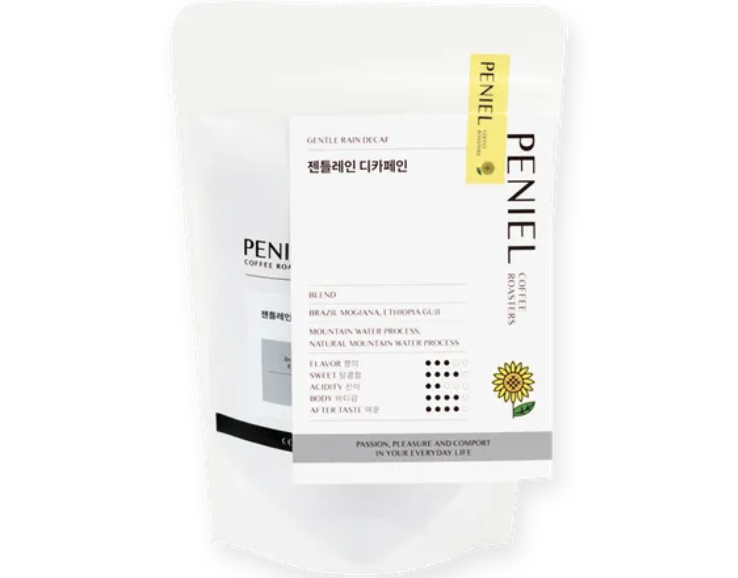 PENIEL
COFFEE
ROASTERS
GENTLE RAIN DECAF
젠틀레인 디카페인
PENIEL
COFFEE
ROASTERS
BLEND
BRAZIL MOGIANA, ETHIOPIA GUJI
MOUNTAIN WATER PROCESS,
NATURAL MOUNTAIN WATER PROCESS
FLAVOR 향미
SWEET 달콤함
ACIDITY 산미
BODY 바디감
AFTER TASTE 여운
PASSION, PLEASURE AND COMFORT
IN YOUR EVERYDAY LIFE
PENI
COFFEE ROA
젠틀레인